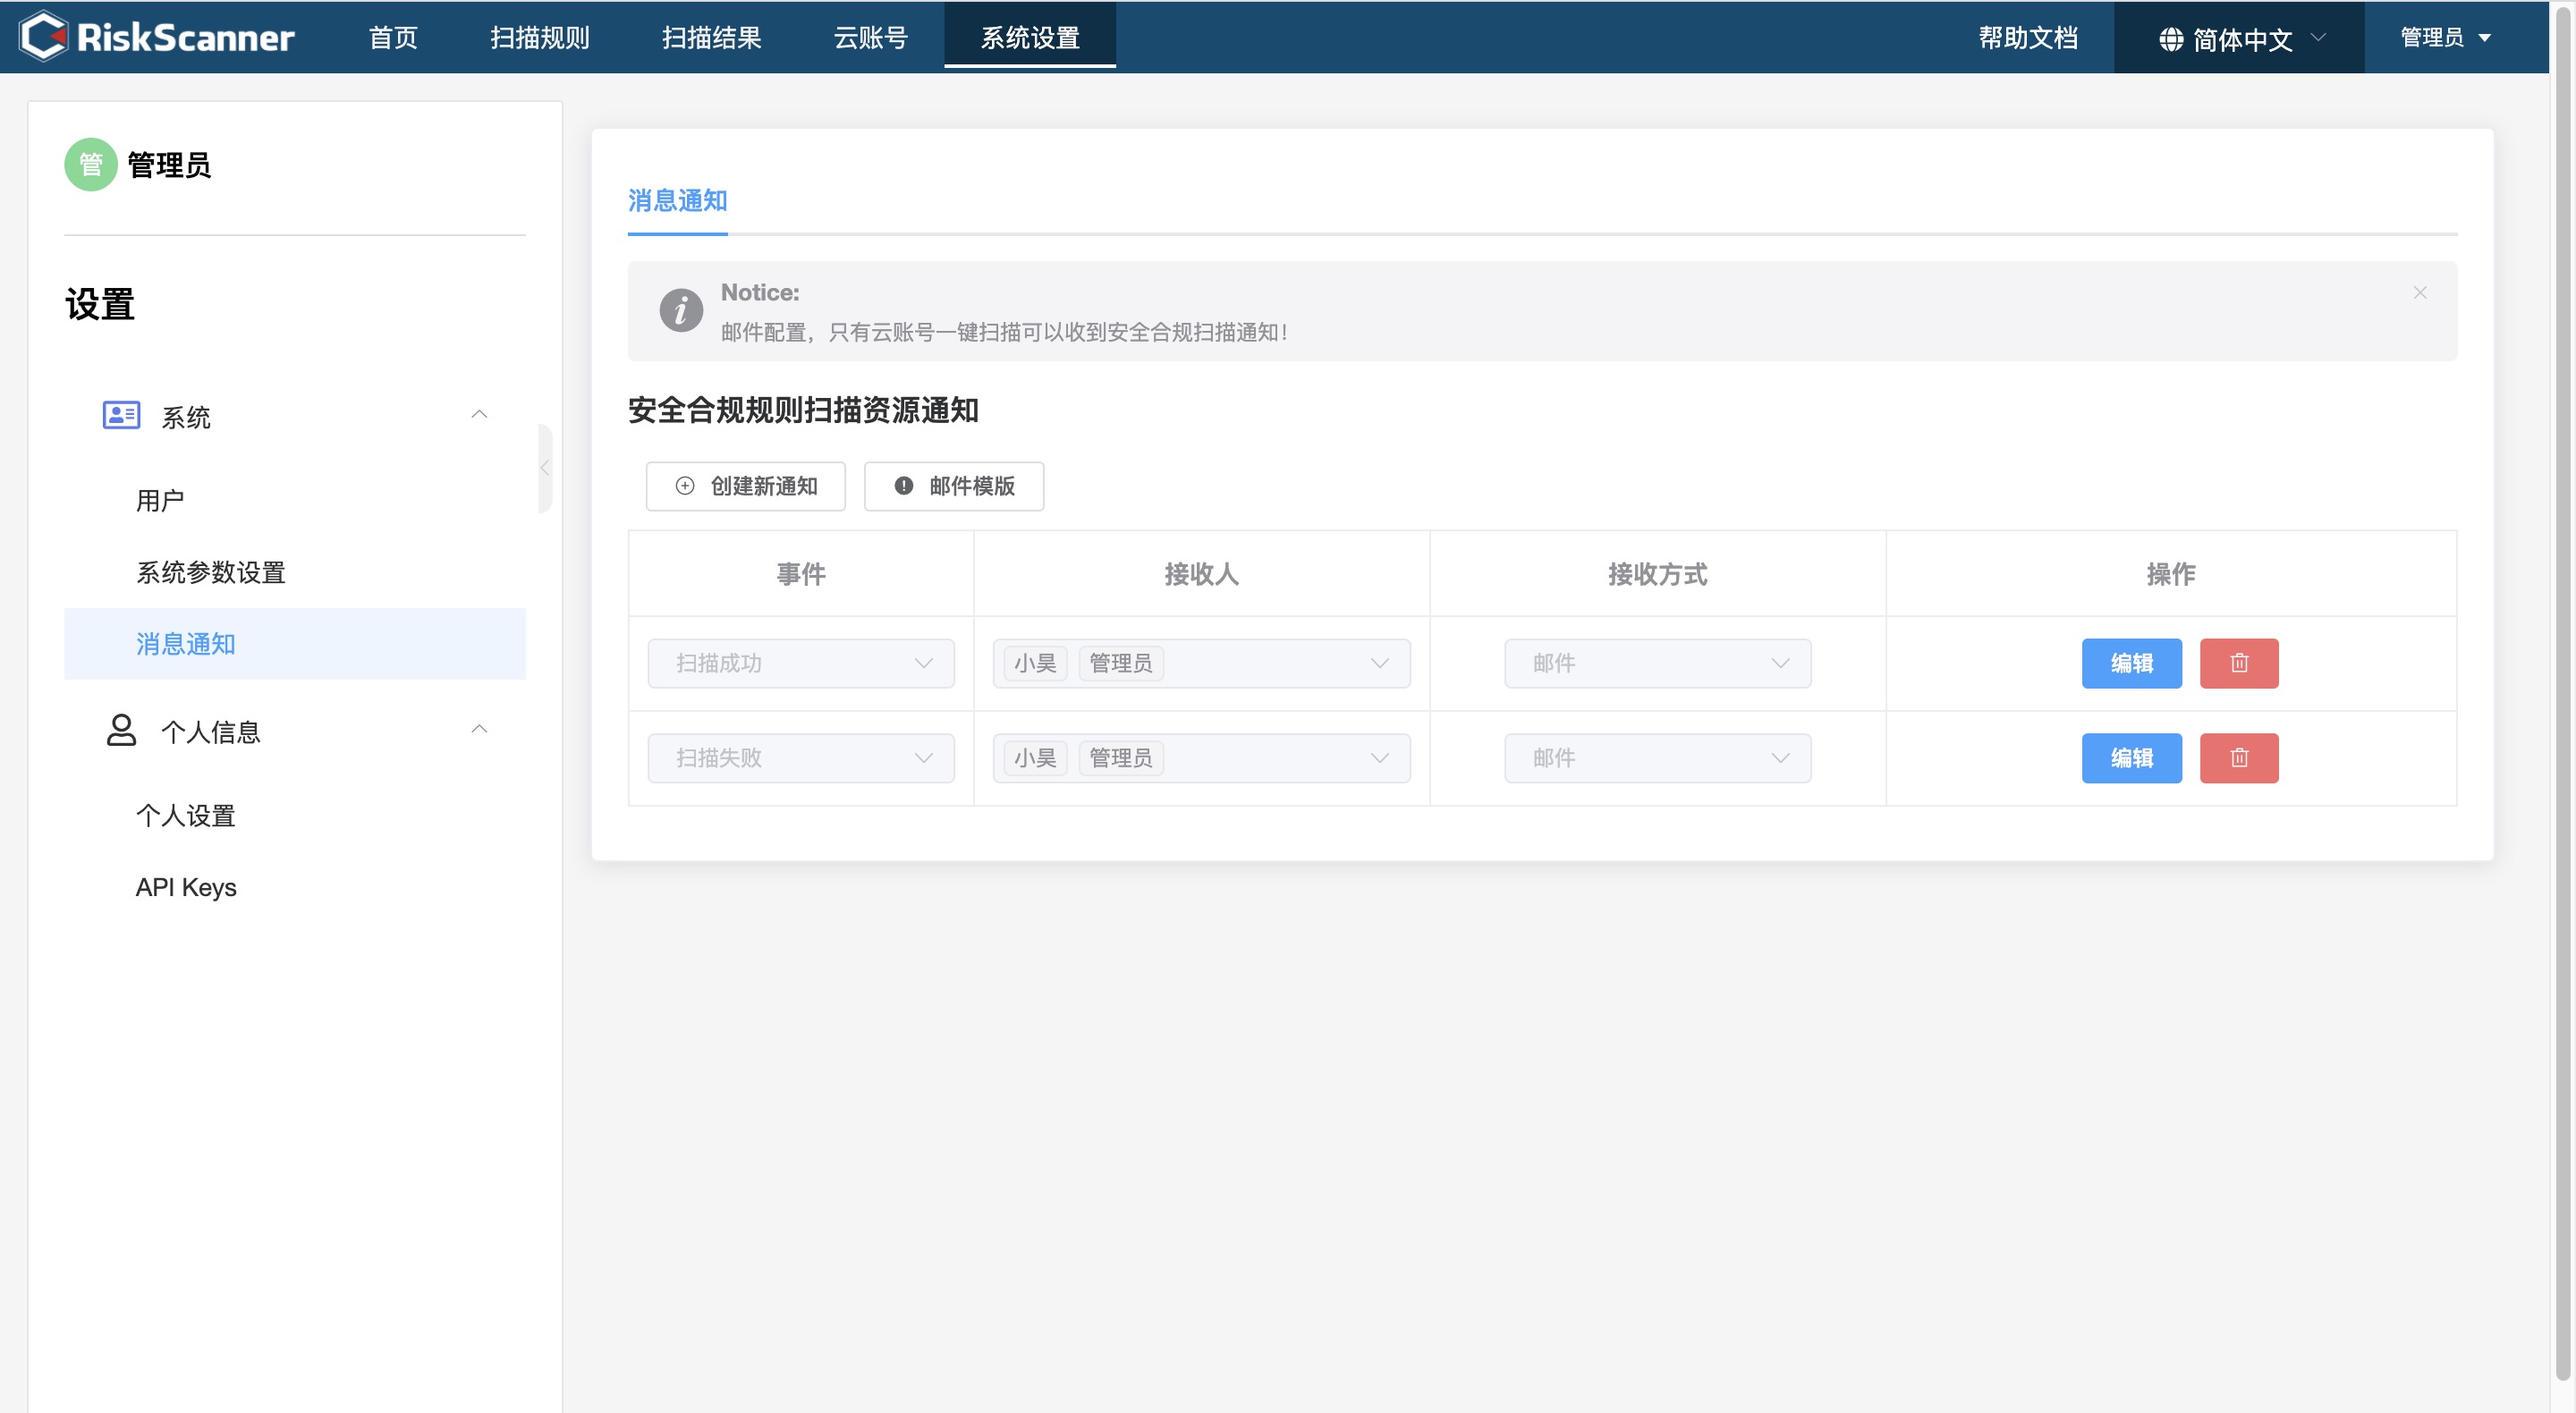 RiskScanner 首页 扫描规则 扫描结果 云账号 系统设置 帮助文档 简体中文 管理员
管 管理员
设置
系统
用户
系统参数设置
消息通知
个人信息
个人设置
API Keys
消息通知
Notice:
邮件配置，只有云账号一键扫描可以收到安全合规扫描通知！
安全合规规则扫描资源通知
创建新通知 邮件模版
事件 接收人 接收方式 操作
扫描成功 小昊 管理员 邮件 编辑
扫描失败 小昊 管理员 邮件 编辑